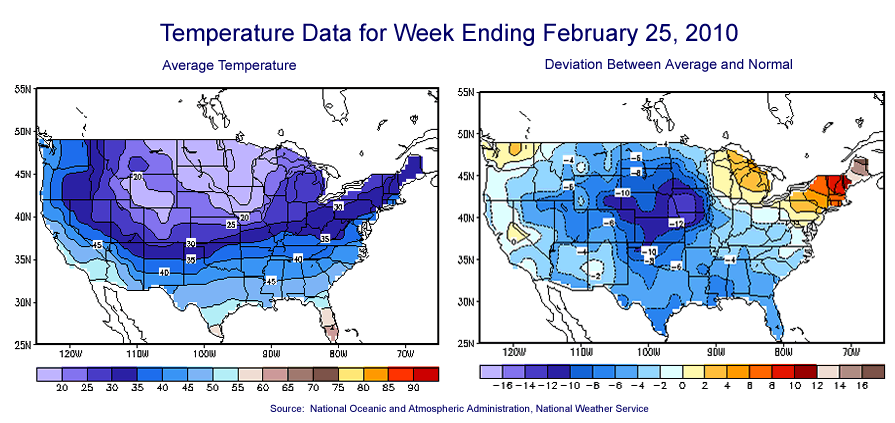 Temperature Data for Week Ending February 25, 2010
Average Temperature
Deviation Between Average and Normal
55N
50N
45N
40N
35N
30N
25N
20
20
25
30
35
40
45
45
40
35
30
120W 110W 100W 90W 80W 70W
20 25 30 35 40 45 50 55 60 65 70 75 80 85 90
55N
50N
45N
40N
35N
30N
25N
-4
-4
-6
-8
-6
-10
-6
-12
-4
-2
-10
-8
-6
-4
120W 110W 100W 90W 80W 70W
-16 -14 -12 -10 -8 -6 -4 -2 0 2 4 6 8 10 12 14 16
Source: National Oceanic and Atmospheric Administration, National Weather Service